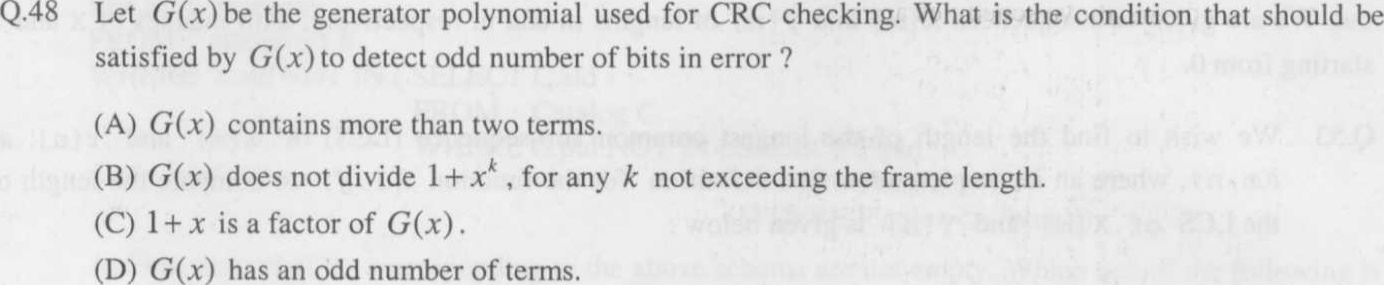 Q.48 Let G(x) be the generator polynomial used for CRC checking. What is the condition that should be
satisfied by G(x) to detect odd number of bits in error ?
(A) G(x) contains more than two terms.
(B) G(x) does not divide 1+x^k , for any k not exceeding the frame length.
(C) 1+ x is a factor of G(x).
(D) G(x) has an odd number of terms.